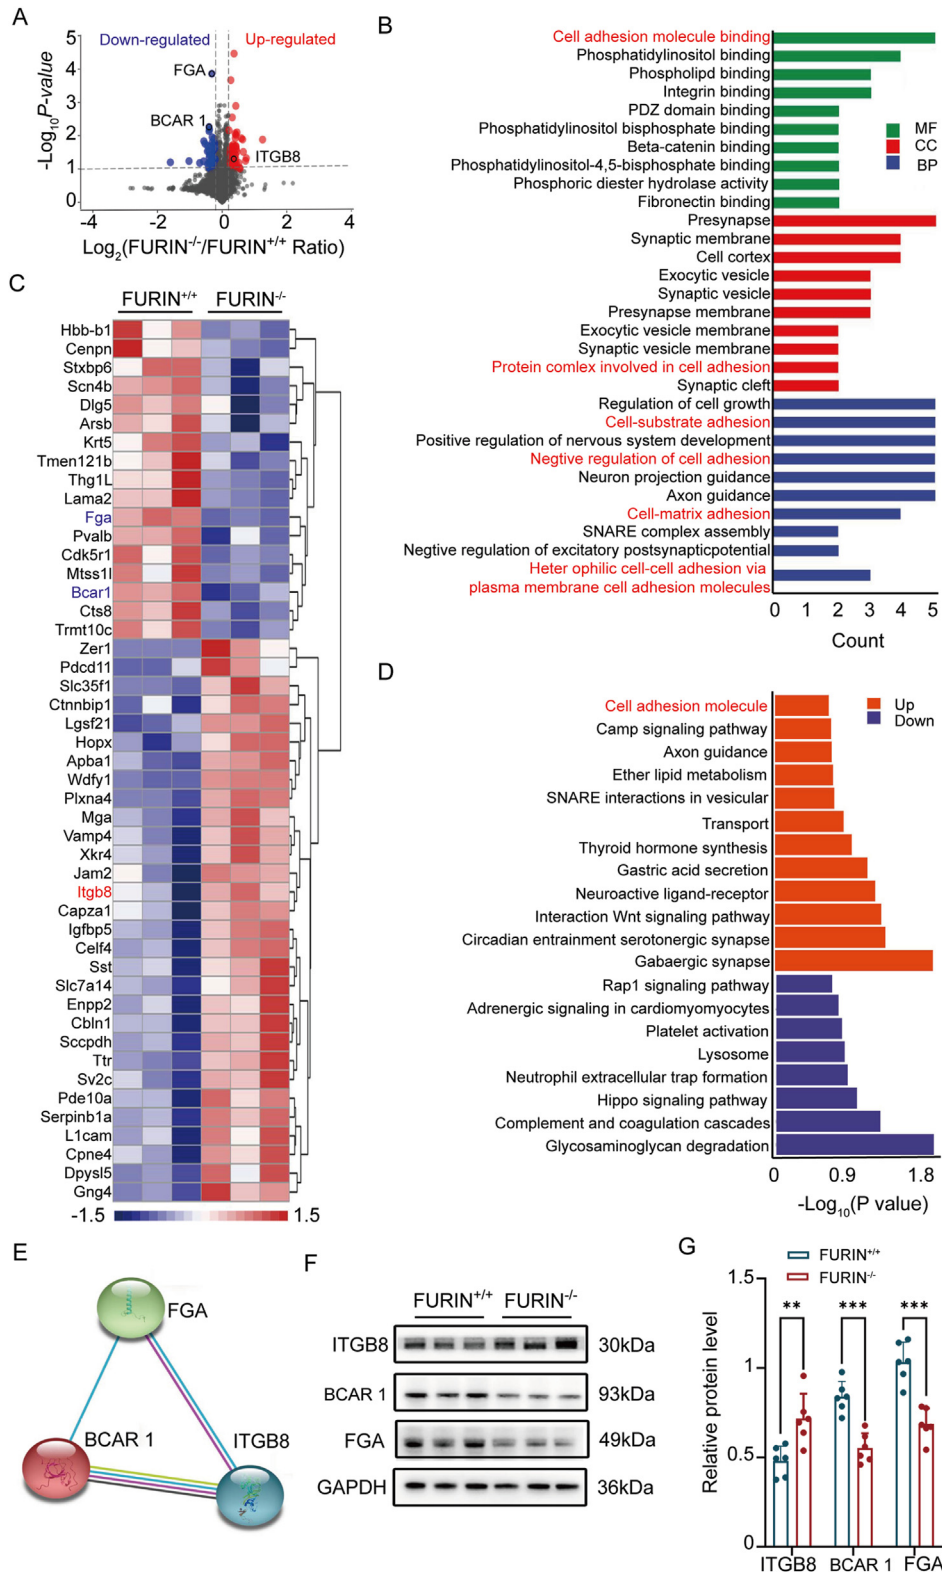 A
5
4
3
2
1
0
-Log10P-value
Down-regulated
Up-regulated
FGA
BCAR 1
ITGB8
-4
-2
0
2
4
Log2(FURIN-/-/FURIN+/+ Ratio)
B
Cell adhesion molecule binding
Phosphatidylinositol binding
Phospholipd binding
Integrin binding
PDZ domain binding
Phosphatidylinositol bisphosphate binding
Beta-catenin binding
Phosphatidylinositol-4,5-bisphosphate binding
Phosphoric diester hydrolase activity
Fibronectin binding
Presynapse
Synaptic membrane
Cell cortex
Exocytic vesicle
Synaptic vesicle
Presynapse membrane
Exocytic vesicle membrane
Synaptic vesicle membrane
Protein comlex involved in cell adhesion
Synaptic cleft
Regulation of cell growth
Cell-substrate adhesion
Positive regulation of nervous system development
Negtive regulation of cell adhesion
Neuron projection guidance
Axon guidance
Cell-matrix adhesion
SNARE complex assembly
Negtive regulation of excitatory postsynapticpotential
Heter ophilic cell-cell adhesion via
plasma membrane cell adhesion molecules
MF
CC
BP
0 1 2 3 4 5
Count
C
FURIN+/+
FURIN-/-
Hbb-b1
Cenpn
Stxbp6
Scn4b
Dlg5
Arsb
Krt5
Tmen121b
Thg1L
Lama2
Fga
Pvalb
Cdk5r1
Mtss1l
Bcar1
Cts8
Trmt10c
Zer1
Pdcd11
Slc35f1
Ctnnbip1
Lgsf21
Hopx
Apba1
Wdfy1
Plxna4
Mga
Vamp4
Xkr4
Jam2
Itgb8
Capza1
Igfbp5
Celf4
Sst
Slc7a14
Enpp2
Cbln1
Sccpdh
Ttr
Sv2c
Pde10a
Serpinb1a
L1cam
Cpne4
Dpysl5
Gng4
-1.5
1.5
D
Cell adhesion molecule
Camp signaling pathway
Axon guidance
Ether lipid metabolism
SNARE interactions in vesicular
Transport
Thyroid hormone synthesis
Gastric acid secretion
Neuroactive ligand-receptor
Interaction Wnt signaling pathway
Circadian entrainment serotonergic synapse
Gabaergic synapse
Rap1 signaling pathway
Adrenergic signaling in cardiomyomyocytes
Platelet activation
Lysosome
Neutrophil extracellular trap formation
Hippo signaling pathway
Complement and coagulation cascades
Glycosaminoglycan degradation
Up
Down
0 0.9 1.8
-Log10(P value)
E
FGA
BCAR 1
ITGB8
F
FURIN+/+ FURIN-/-
ITGB8 30kDa
BCAR 1 93kDa
FGA 49kDa
GAPDH 36kDa
G
FURIN+/+
FURIN-/-
1.5
1
0.5
0
Relative protein level
** *** ***
ITGB8 BCAR 1 FGA